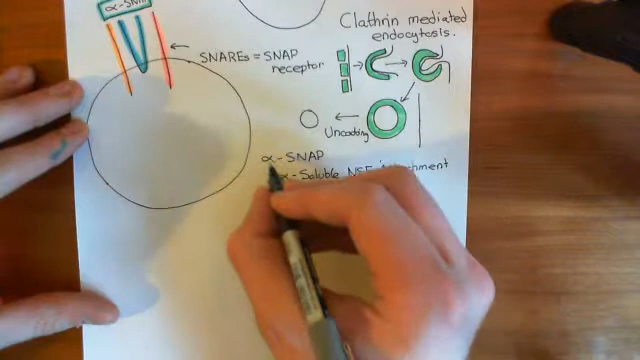 α-SNAP
Clathrin mediated
endocytosis.
SNAREs = SNAP
receptor
Uncoating
α-SNAP
α-Soluble NSF Attachment